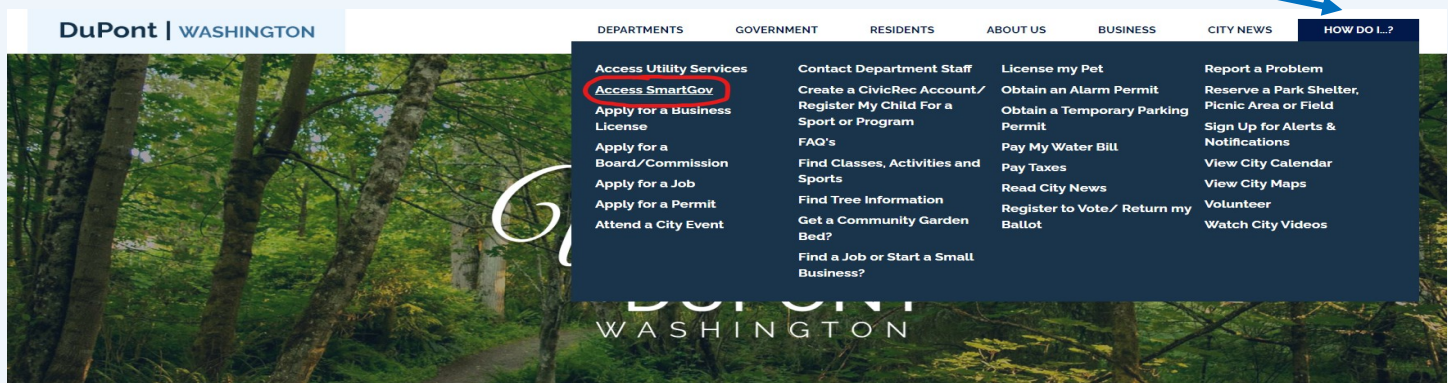 DuPont | WASHINGTON
DEPARTMENTS GOVERNMENT RESIDENTS ABOUT US BUSINESS CITY NEWS HOW DO I...?
Access Utility Services
Access SmartGov
Apply for a Business
License
Apply for a
Board/Commission
Apply for a Job
Apply for a Permit
Attend a City Event
Contact Department Staff
Create a CivicRec Account/
Register My Child For a
Sport or Program
FAQ's
Find Classes, Activities and
Sports
Find Tree Information
Get a Community Garden
Bed?
Find a Job or Start a Small
Business?
License my Pet
Obtain an Alarm Permit
Obtain a Temporary Parking
Permit
Pay My Water Bill
Pay Taxes
Read City News
Register to Vote/ Return my
Ballot
Report a Problem
Reserve a Park Shelter,
Picnic Area or Field
Sign Up for Alerts &
Notifications
View City Calendar
View City Maps
Volunteer
Watch City Videos
DUPONT
WASHINGTON